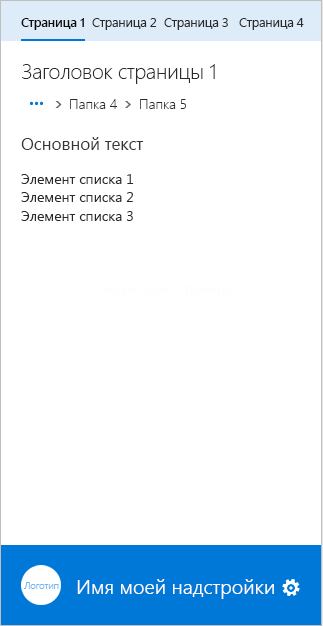 Страница 1 Страница 2 Страница 3 Страница 4
Заголовок страницы 1
••• > Папка 4 > Папка 5
Основной текст
Элемент списка 1
Элемент списка 2
Элемент списка 3
Логотип
Имя моей надстройки